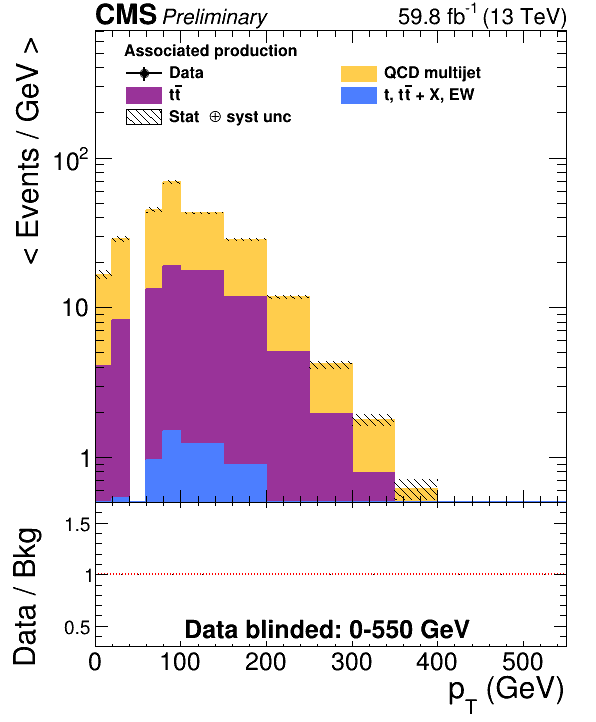 CMS Preliminary 59.8 fb⁻¹ (13 TeV)
Associated production
Data QCD multijet
tt̄ t, tt̄ + X, EW
Stat ⊕ syst unc
< Events / GeV >
10²
10
1
Data / Bkg
1.5
1
0.5
Data blinded: 0-550 GeV
0 100 200 300 400 500
p_T (GeV)